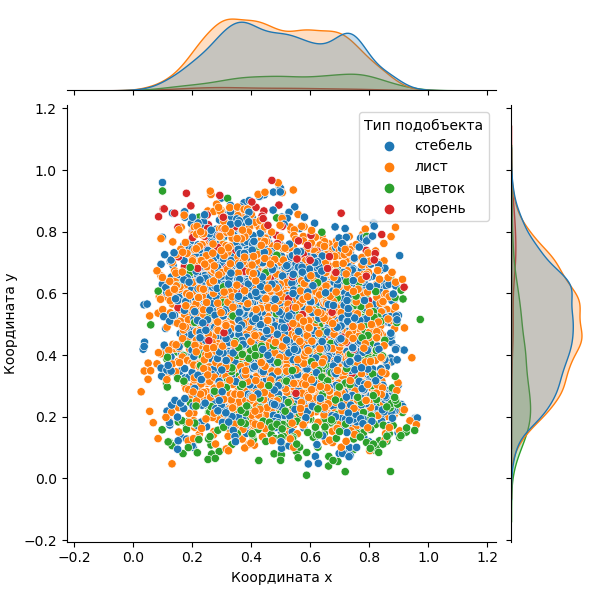 1.2
1.0
0.8
0.6
0.4
0.2
0.0
−0.2
Координата y
Тип подобъекта
стебель
лист
цветок
корень
−0.2 0.0 0.2 0.4 0.6 0.8 1.0 1.2
Координата x